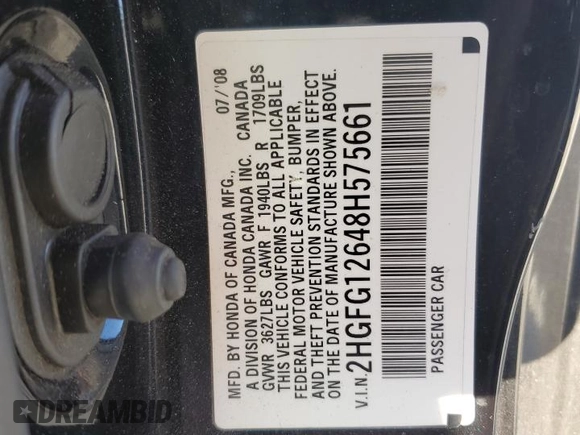 MFD. BY HONDA OF CANADA MFG., 07/'08
A DIVISION OF HONDA CANADA INC. CANADA
GVWR 3627LBS GAWR F 1940LBS R 1709LBS
THIS VEHICLE CONFORMS TO ALL APPLICABLE
FEDERAL MOTOR VEHICLE SAFETY, BUMPER,
AND THEFT PREVENTION STANDARDS IN EFFECT
ON THE DATE OF MANUFACTURE SHOWN ABOVE.
V.I.N. 2HGFG12648H575661
PASSENGER CAR
DREAMBID